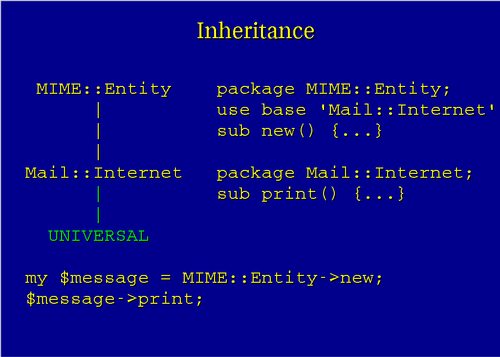 Inheritance
MIME::Entity package MIME::Entity;
| use base 'Mail::Internet'
| sub new() {...}
|
Mail::Internet package Mail::Internet;
| sub print() {...}
|
UNIVERSAL
my $message = MIME::Entity->new;
$message->print;